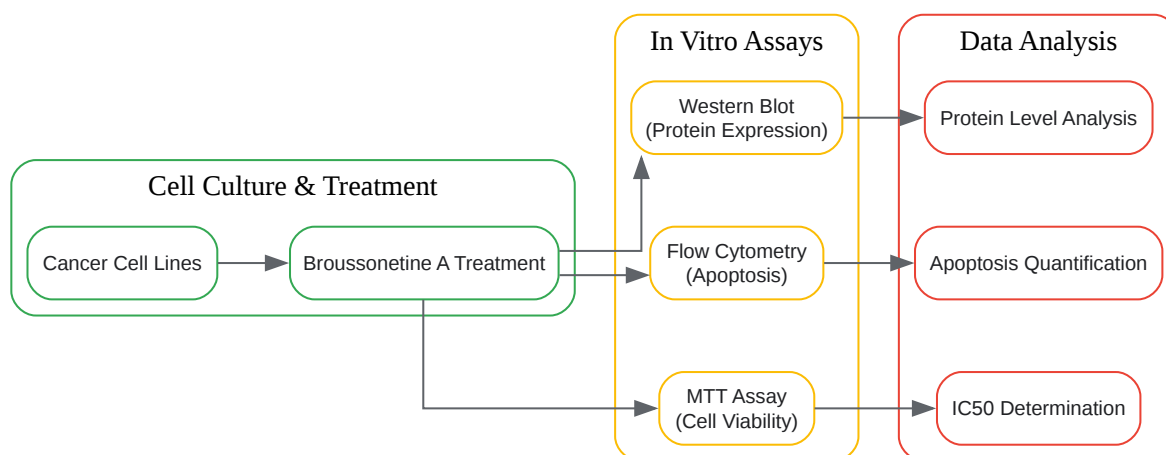 In Vitro Assays
Data Analysis
Western Blot
(Protein Expression)
Protein Level Analysis
Cell Culture & Treatment
Cancer Cell Lines
Broussonetine A Treatment
Flow Cytometry
(Apoptosis)
Apoptosis Quantification
MTT Assay
(Cell Viability)
IC50 Determination